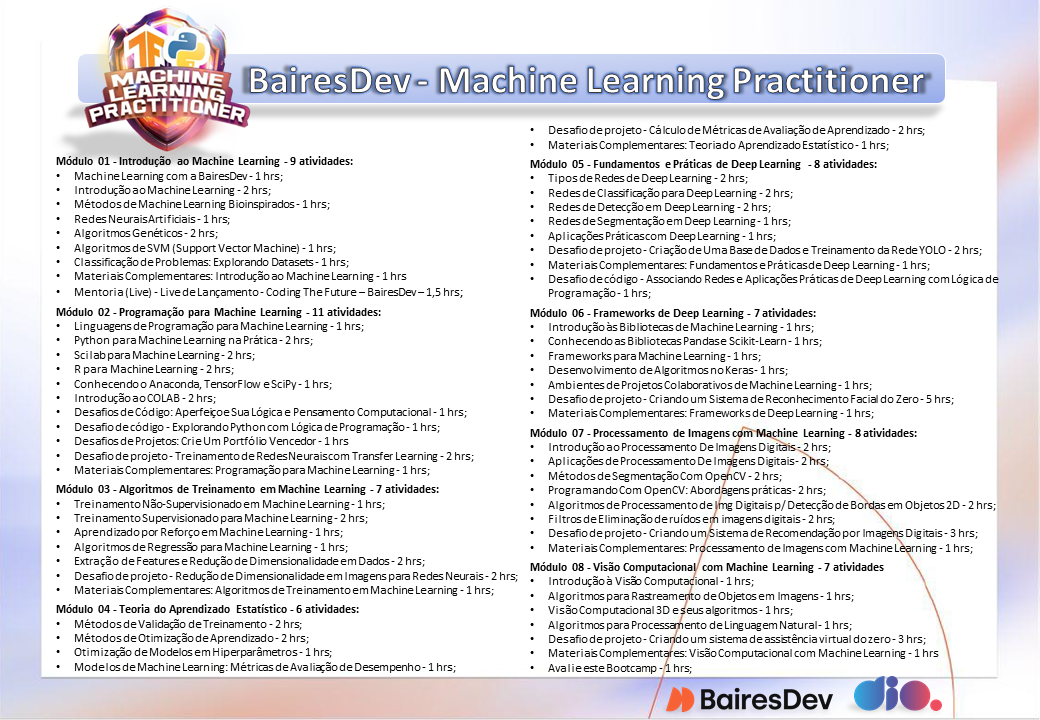 MACHINE
LEARNING
PRACTITIONER
BairesDev - Machine Learning Practitioner
Módulo 01 - Introdução ao Machine Learning - 9 atividades:
• Machine Learning com a BairesDev - 1 hrs;
• Introdução ao Machine Learning - 2 hrs;
• Métodos de Machine Learning Bioinspirados - 1 hrs;
• Redes Neurais Artificiais - 1 hrs;
• Algoritmos Genéticos - 2 hrs;
• Algoritmos de SVM (Support Vector Machine) - 1 hrs;
• Classificação de Problemas: Explorando Datasets - 1 hrs;
• Materiais Complementares: Introdução ao Machine Learning - 1 hrs
• Mentoria (Live) - Live de Lançamento - Coding The Future – BairesDev – 1,5 hrs;
Módulo 02 - Programação para Machine Learning - 11 atividades:
• Linguagens de Programação para Machine Learning - 1 hrs;
• Python para Machine Learning na Prática - 2 hrs;
• Scilab para Machine Learning - 2 hrs;
• R para Machine Learning - 2 hrs;
• Conhecendo o Anaconda, TensorFlow e SciPy - 1 hrs;
• Introdução ao COLAB - 2 hrs;
• Desafios de Código: Aperfeiçoe Sua Lógica e Pensamento Computacional - 1 hrs;
• Desafio de código - Explorando Python com Lógica de Programação - 1 hrs;
• Desafios de Projetos: Crie Um Portfólio Vencedor - 1 hrs
• Desafio de projeto - Treinamento de Redes Neurais com Transfer Learning - 2 hrs;
• Materiais Complementares: Programação para Machine Learning - 1 hrs;
Módulo 03 - Algoritmos de Treinamento em Machine Learning - 7 atividades:
• Treinamento Não-Supervisionado em Machine Learning - 1 hrs;
• Treinamento Supervisionado para Machine Learning - 2 hrs;
• Aprendizado por Reforço em Machine Learning - 1 hrs;
• Algoritmos de Regressão para Machine Learning - 1 hrs;
• Extração de Features e Redução de Dimensionalidade em Dados - 2 hrs;
• Desafio de projeto - Redução de Dimensionalidade em Imagens para Redes Neurais - 2 hrs;
• Materiais Complementares: Algoritmos de Treinamento em Machine Learning - 1 hrs;
Módulo 04 - Teoria do Aprendizado Estatístico - 6 atividades:
• Métodos de Validação de Treinamento - 2 hrs;
• Métodos de Otimização de Aprendizado - 2 hrs;
• Otimização de Modelos em Hiperparâmetros - 1 hrs;
• Modelos de Machine Learning: Métricas de Avaliação de Desempenho - 1 hrs;
• Desafio de projeto - Cálculo de Métricas de Avaliação de Aprendizado - 2 hrs;
• Materiais Complementares: Teoria do Aprendizado Estatístico - 1 hrs;
Módulo 05 - Fundamentos e Práticas de Deep Learning - 8 atividades:
• Tipos de Redes de Deep Learning - 2 hrs;
• Redes de Classificação para Deep Learning - 2 hrs;
• Redes de Detecção em Deep Learning - 2 hrs;
• Redes de Segmentação em Deep Learning - 1 hrs;
• Aplicações Práticas com Deep Learning - 1 hrs;
• Desafio de projeto - Criação de Uma Base de Dados e Treinamento da Rede YOLO - 2 hrs;
• Materiais Complementares: Fundamentos e Práticas de Deep Learning - 1 hrs;
• Desafio de código - Associando Redes e Aplicações Práticas de Deep Learning com Lógica de
Programação - 1 hrs;
Módulo 06 - Frameworks de Deep Learning - 7 atividades:
• Introdução às Bibliotecas de Machine Learning - 1 hrs;
• Conhecendo as Bibliotecas Pandas e Scikit-Learn - 1 hrs;
• Frameworks para Machine Learning - 1 hrs;
• Desenvolvimento de Algoritmos no Keras - 1 hrs;
• Ambientes de Projetos Colaborativos de Machine Learning - 1 hrs;
• Desafio de projeto - Criando um Sistema de Reconhecimento Facial do Zero - 5 hrs;
• Materiais Complementares: Frameworks de Deep Learning - 1 hrs;
Módulo 07 - Processamento de Imagens com Machine Learning - 8 atividades:
• Introdução ao Processamento De Imagens Digitais - 2 hrs;
• Aplicações de Processamento De Imagens Digitais - 2 hrs;
• Métodos de Segmentação Com OpenCV - 2 hrs;
• Programando Com OpenCV: Abordagens práticas - 2 hrs;
• Algoritmos de Processamento de Img Digitais p/ Detecção de Bordas em Objetos 2D - 2 hrs;
• Filtros de Eliminação de ruídos em imagens digitais - 2 hrs;
• Desafio de projeto - Criando um Sistema de Recomendação por Imagens Digitais - 3 hrs;
• Materiais Complementares: Processamento de Imagens com Machine Learning - 1 hrs;
Módulo 08 - Visão Computacional com Machine Learning - 7 atividades
• Introdução à Visão Computacional - 1 hrs;
• Algoritmos para Rastreamento de Objetos em Imagens - 1 hrs;
• Visão Computacional 3D e seus algoritmos - 1 hrs;
• Algoritmos para Processamento de Linguagem Natural - 1 hrs;
• Desafio de projeto - Criando um sistema de assistência virtual do zero - 3 hrs;
• Materiais Complementares: Visão Computacional com Machine Learning - 1 hrs
• Avalie este Bootcamp - 1 hrs;
BairesDev
dio.